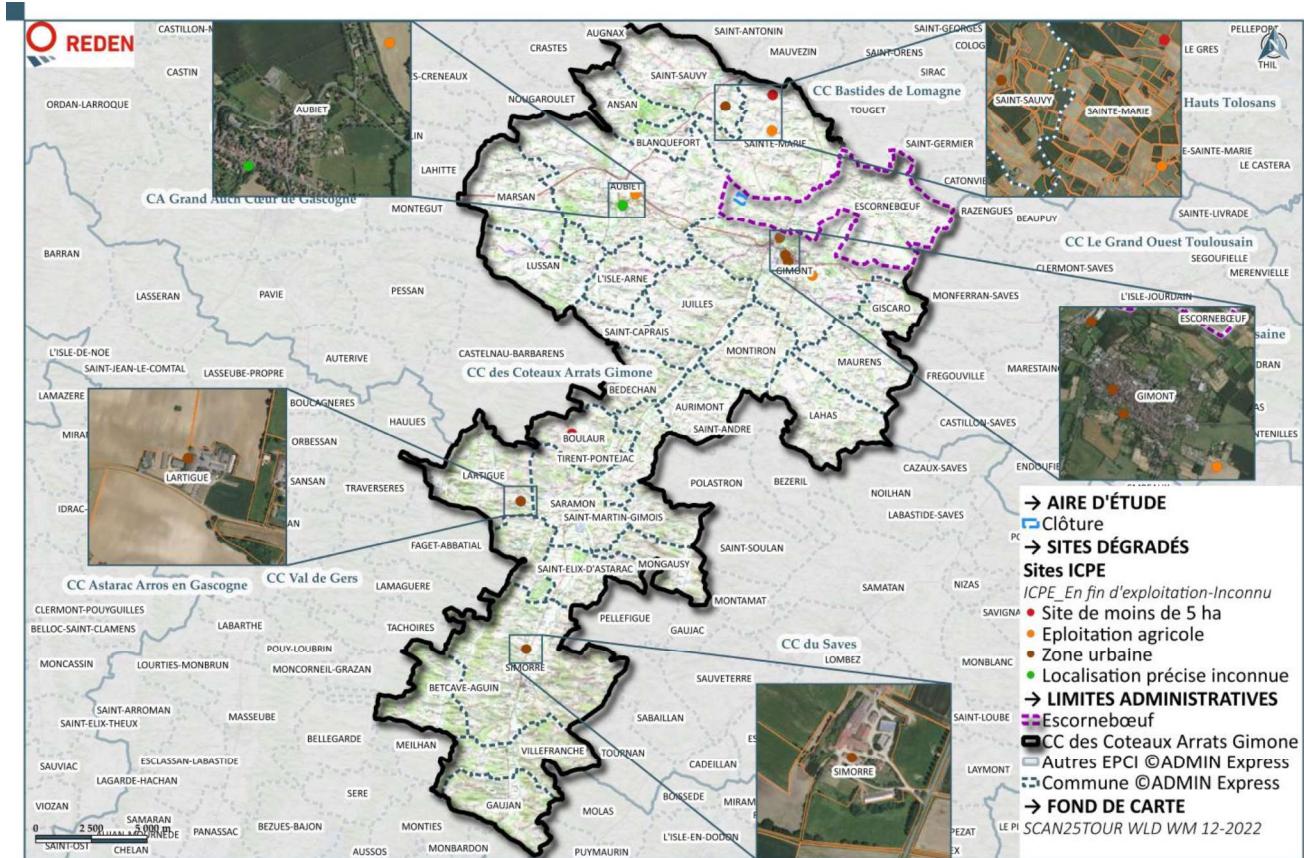 REDEN
CASTILLON-M
AUGNAX
SAINT-ANTONIN
SAINT-GEORGES
PELLEPORT
CRASTES
MAUVEZIN
SAINT-ORENS
COLOG
LE GRES
THIL
CASTIN
S-CRENEAUX
SAINT-SAUVY
SIRAC
ORDAN-LARROQUE
AUBIET
NOUGAROULET
ANSAN
CC Bastides de Lomagne
TOUGET
SAINT-SAUVY
SAINTE-MARIE
Hauts Tolosans
LIN
BLANQUEFORT
SAINTE-MARIE
SAINT-GERMIER
E-SAINTE-MARIE
LE CASTERA
LAHITTE
CATONVIE
CA Grand Auch Cœur de Gascogne
MONTEGUT
MARSAN
AUBIET
ESCORNEBŒUF
RAZENGUES
BEAUPUY
SAINTE-LIVRADE
BARRAN
CC Le Grand Ouest Toulousain
SEGOUFIELLE
LUSSAN
L'ISLE-ARNE
GIMONT
CLERMONT-SAVES
MERENVIELLE
LASSERAN
PAVIE
PESSAN
JUILLES
GISCARO
MONFERRAN-SAVES
L'ISLE-JOURDAIN
ESCORNEBŒUF
saine
SAINT-CAPRAIS
L'ISLE-DE-NOE
AUTERIVE
CASTELNAU-BARBARENS
MONTIRON
MAURENS
MARESTAING
DRAN
SAINT-JEAN-LE-COMTAL
LASSEUBE-PROPRE
CC des Coteaux Arrats Gimone
FREGOUVILLE
BEDECHAN
GIMONT
LAMAZERE
BOUCAGNERES
AURIMONT
LAHAS
AS
HAULIES
SAINT-ANDRE
CASTILLON-SAVES
NTENILLES
MIRA
ORBESSAN
BOULAUR
TIRENT-PONTEJAC
LARTIGUE
LARTIGUE
CAZAUX-SAVES
ENDOUFIE
SANSAN
TRAVERSERES
POLASTRON
BEZERIL
NOILHAN
IDRAC-
SARAMON
SAINT-MARTIN-GIMOIS
LABASTIDE-SAVES
FAGET-ABBATIAL
SAINT-SOULAN
CC Astarac Arros en Gascogne
CC Val de Gers
SAINT-ELIX-D'ASTARAC
MONGAUSY
LAMAGUERE
SAMATAN
NIZAS
CLERMONT-POUYGUILLES
MONTAMAT
SAVIGNA
BELLOC-SAINT-CLAMENS
LABARTHE
TACHOIRES
PELLEFIGUE
GAUJAC
CC du Saves
MONCASSIN
LOURTIES-MONBRUN
POUY-LOUBRIN
MONCORNEIL-GRAZAN
SIMORRE
LOMBEZ
MONBLANC
SAUVETERRE
BETCAVE-AGUIN
SAINT-AROMAN
SAINT-ELIX-THEUX
MASSEUBE
SABAILLAN
SAINT-LOUBE
BELLEGARDE
MEILHAN
VILLEFRANCHE
TOURNAN
SAUVIAC
ESCLASSAN-LABASTIDE
CADEILLAN
SIMORRE
LAYMONT
LAGARDE-HACHAN
SERE
GAUJAN
BOISSEDE
MIRAM
VIOZAN
MOLAS
SAMARAN
PANASSAC
BEZUES-BAJON
MONTIES
L'ISLE-EN-DODON
PEZAT
SAINT-OST
CHELAN
AUSSOS
MONBARDON
PUYMAURIN
0 2 500 5 000 m
→ AIRE D'ÉTUDE
Clôture
→ SITES DÉGRADÉS
Sites ICPE
ICPE_En fin d'exploitation-Inconnu
Site de moins de 5 ha
Eploitation agricole
Zone urbaine
Localisation précise inconnue
→ LIMITES ADMINISTRATIVES
Escornebœuf
CC des Coteaux Arrats Gimone
Autres EPCI ©ADMIN Express
Commune ©ADMIN Express
→ FOND DE CARTE
SCAN25TOUR WLD WM 12-2022